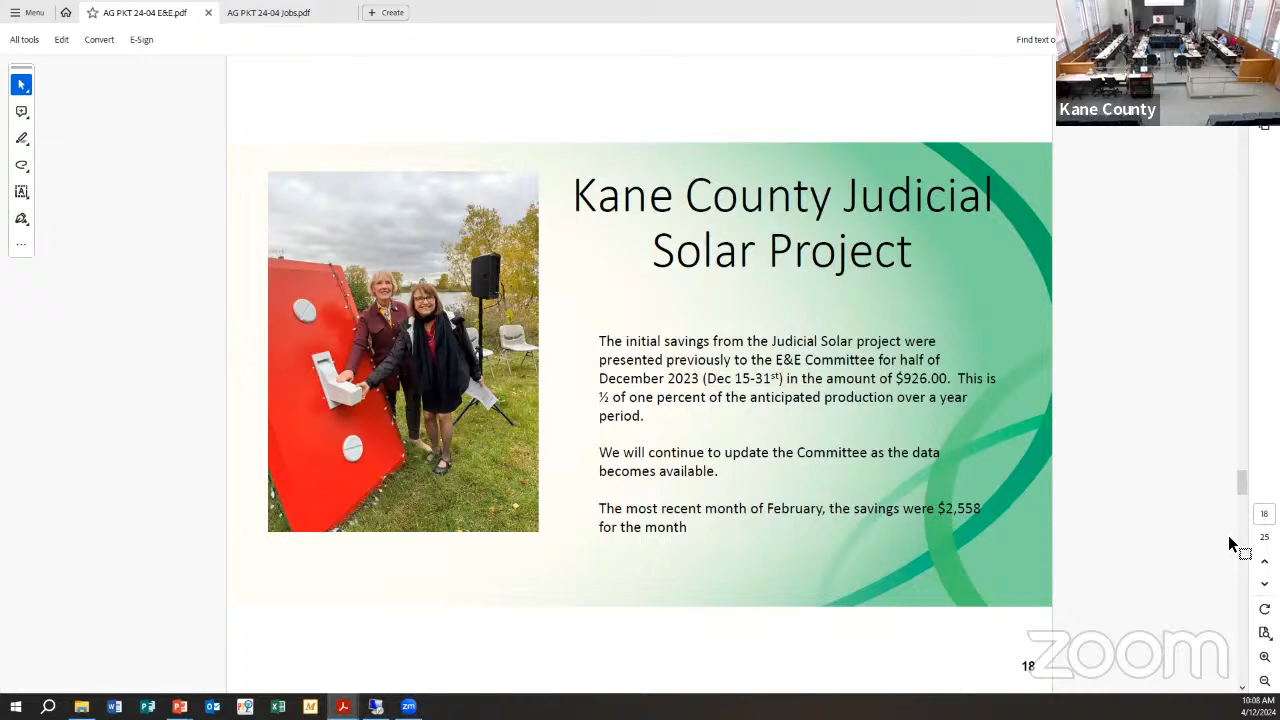 Menu
AG PKT 24-04 E&E.pdf
AG PKT 24-04 Jobs.pdf
Create
All tools
Edit
Convert
E-Sign
Find text o
Kane County
Kane County Judicial
Solar Project
The initial savings from the Judicial Solar project were
presented previously to the E&E Committee for half of
December 2023 (Dec 15-31st) in the amount of $926.00.  This is
½ of one percent of the anticipated production over a year
period.
We will continue to update the Committee as the data
becomes available.
The most recent month of February, the savings were $2,558
for the month
18
25
18
zoom
10:08 AM
4/12/2024